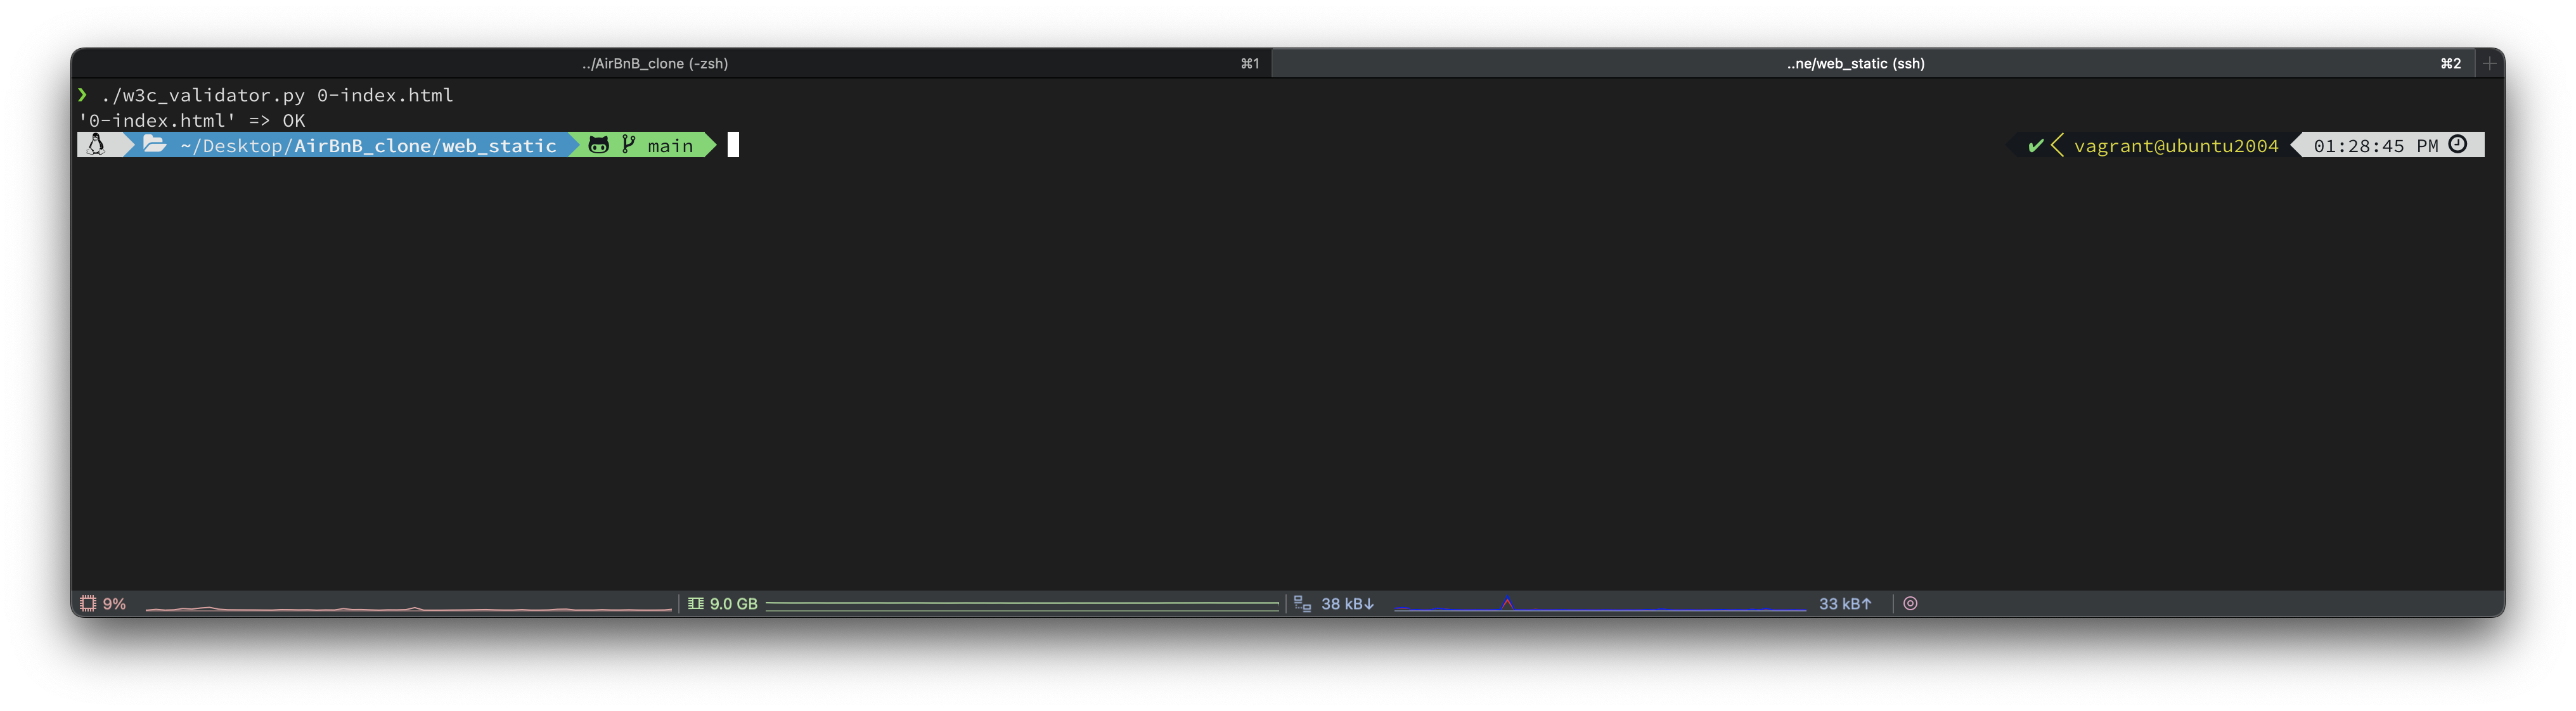 ../AirBnB_clone (-zsh) ⌘1 ..ne/web_static (ssh) ⌘2
❯ ./w3c_validator.py 0-index.html
'0-index.html' => OK
~/Desktop/AirBnB_clone/web_static main ✔ vagrant@ubuntu2004 01:28:45 PM
9% 9.0 GB 38 kB↓ 33 kB↑